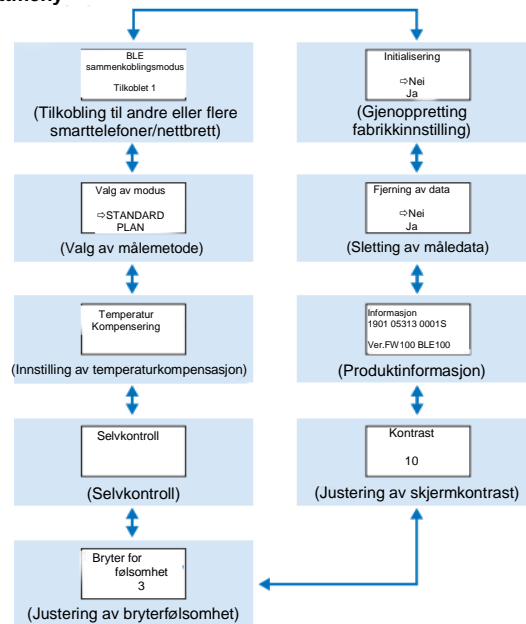 BLE
sammenkoblingsmodus
Tilkoblet 1
(Tilkobling til andre eller flere
smarttelefoner/nettbrett)
Valg av modus
⇨STANDARD
PLAN
(Valg av målemetode)
Temperatur
Kompensering
(Innstilling av temperaturkompensasjon)
Selvkontroll
(Selvkontroll)
Bryter for
følsomhet
3
(Justering av bryterfølsomhet)
Initialisering
⇨Nei
Ja
(Gjenoppretting
fabrikkinnstilling)
Fjerning av data
⇨Nei
Ja
(Sletting av måledata)
Informasjon
1901 05313 0001S
Ver.FW100 BLE100
(Produktinformasjon)
Kontrast
10
(Justering av skjermkontrast)